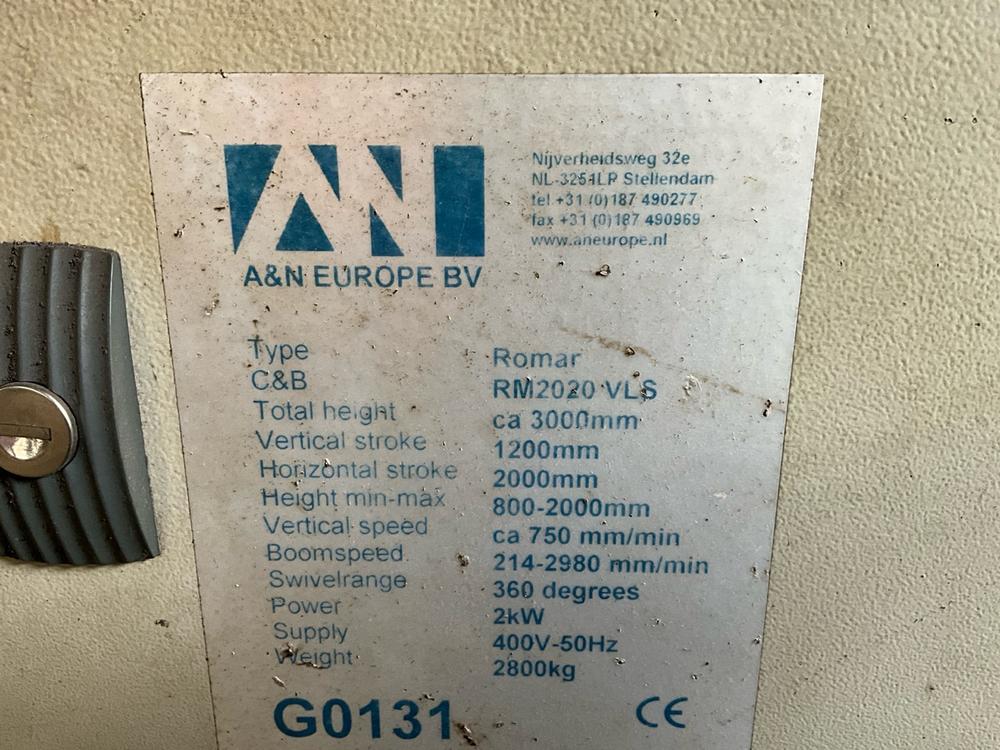 AN
A&N EUROPE BV
Nijverheidsweg 32e
NL-3251LP Stellendam
tel +31 (0)187 490277
fax +31 (0)187 490969
www.aneurope.nl
Type Romar
C&B RM2020 VLS
Total height ca 3000mm
Vertical stroke 1200mm
Horizontal stroke 2000mm
Height min-max 800-2000mm
Vertical speed ca 750 mm/min
Boomspeed 214-2980 mm/min
Swivelrange 360 degrees
Power 2kW
Supply 400V-50Hz
Weight 2800kg
G0131 CE